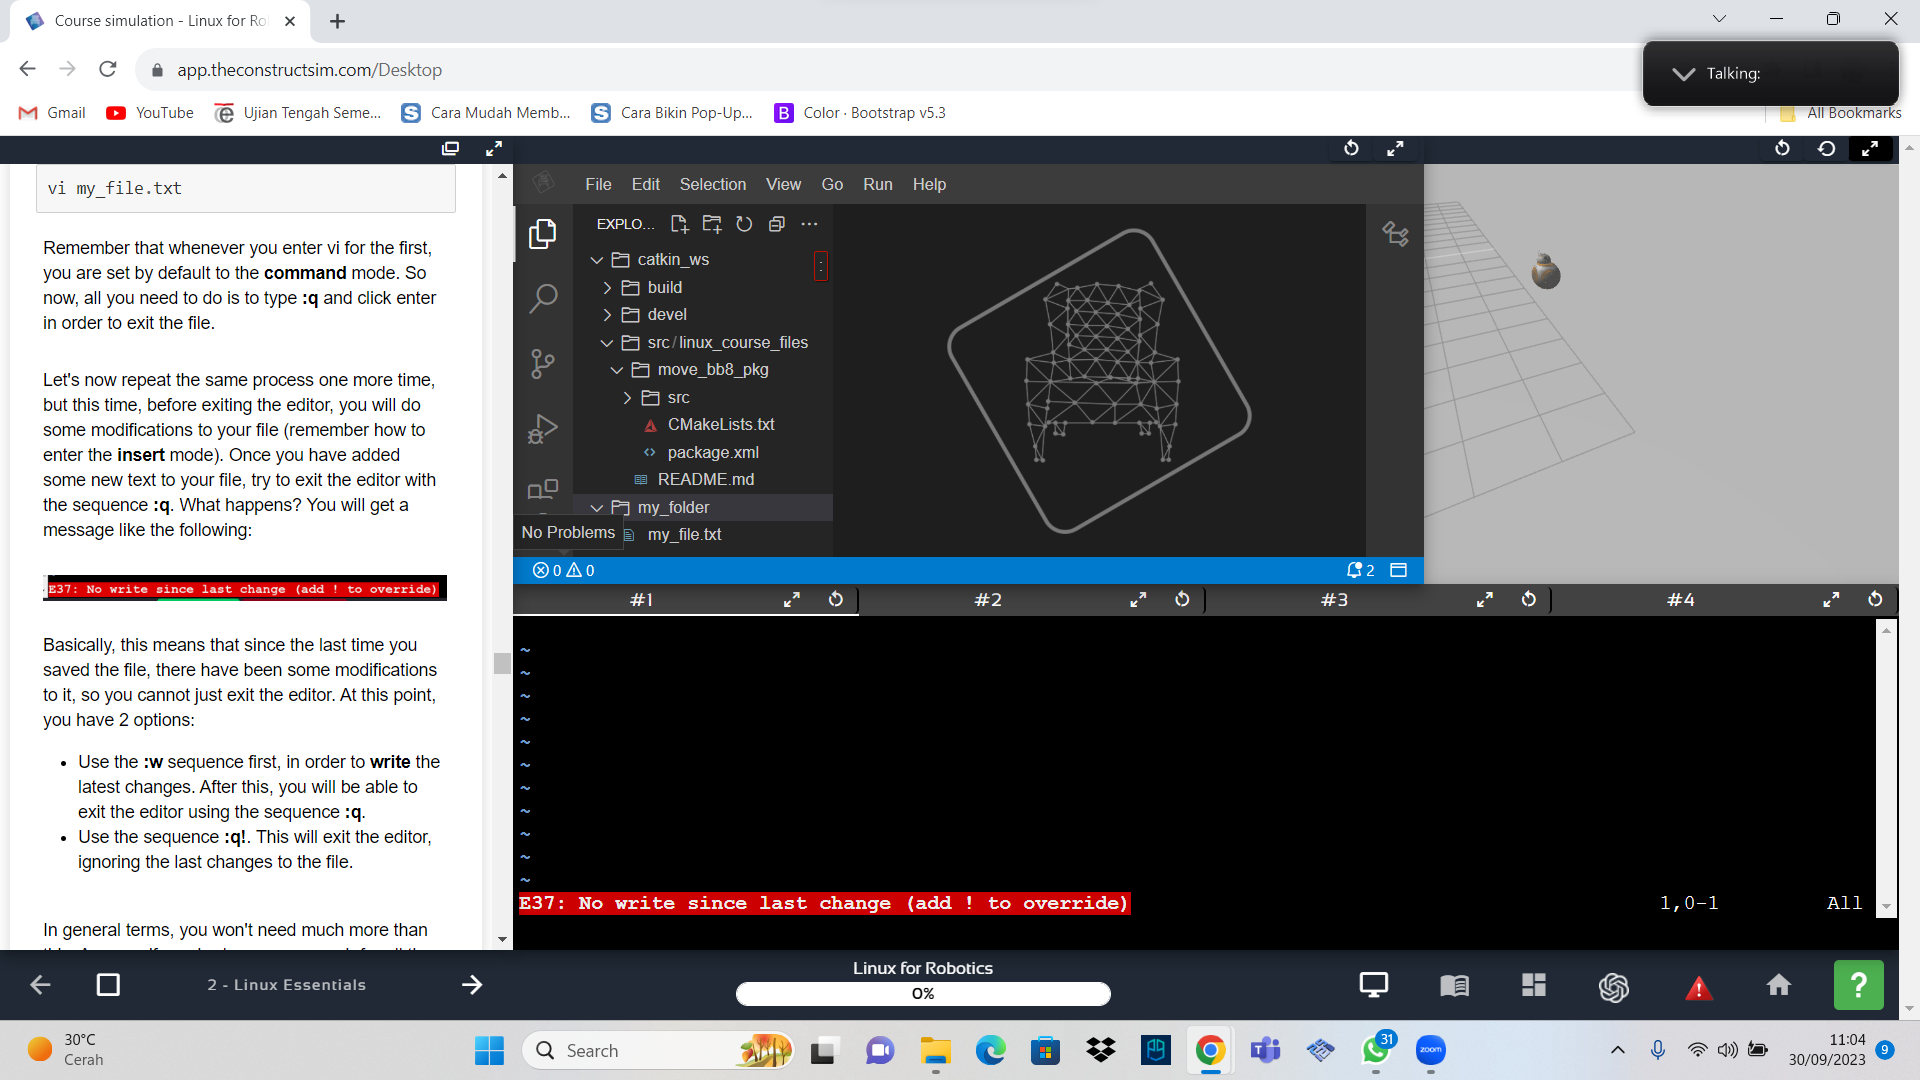 Course simulation - Linux for Ro
app.theconstructsim.com/Desktop
Talking:
Gmail
YouTube
Ujian Tengah Seme...
Cara Mudah Memb...
Cara Bikin Pop-Up...
B
Color · Bootstrap v5.3
All Bookmarks
vi my_file.txt
Remember that whenever you enter vi for the first,
you are set by default to the command mode. So
now, all you need to do is to type :q and click enter
in order to exit the file.
Let's now repeat the same process one more time,
but this time, before exiting the editor, you will do
some modifications to your file (remember how to
enter the insert mode). Once you have added
some new text to your file, try to exit the editor with
the sequence :q. What happens? You will get a
message like the following:
E37: No write since last change (add ! to override)
Basically, this means that since the last time you
saved the file, there have been some modifications
to it, so you cannot just exit the editor. At this point,
you have 2 options:
• Use the :w sequence first, in order to write the
latest changes. After this, you will be able to
exit the editor using the sequence :q.
• Use the sequence :q!. This will exit the editor,
ignoring the last changes to the file.
In general terms, you won't need much more than
File Edit Selection View Go Run Help
EXPLO...
catkin_ws
:
build
devel
src / linux_course_files
move_bb8_pkg
src
CMakeLists.txt
package.xml
README.md
my_folder
my_file.txt
No Problems
0 0
2
#1
#2
#3
#4
~
~
~
~
~
~
~
~
~
~
~
E37: No write since last change (add ! to override)
1,0-1
All
2 - Linux Essentials
Linux for Robotics
0%
?
30°C
Cerah
Search
31
zoom
11:04
30/09/2023
9